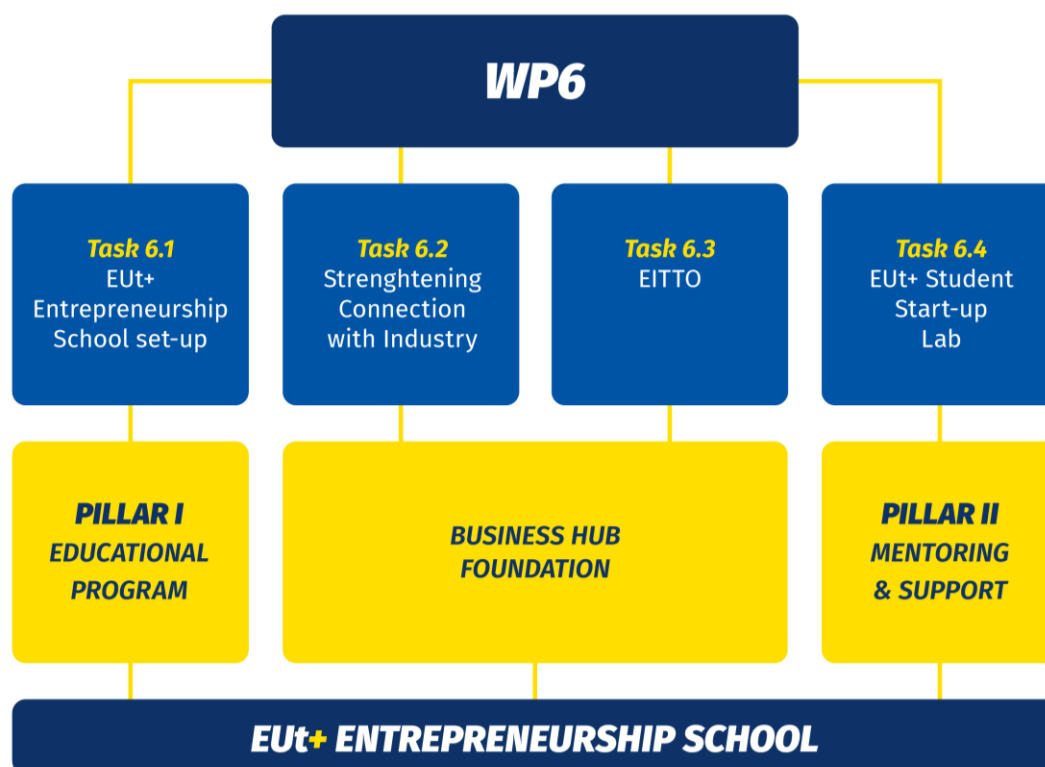 WP6
Task 6.1
EUt+
Entrepreneurship
School set-up
Task 6.2
Strenghtening
Connection
with Industry
Task 6.3
EITTO
Task 6.4
EUt+ Student
Start-up
Lab
PILLAR I
EDUCATIONAL
PROGRAM
BUSINESS HUB
FOUNDATION
PILLAR II
MENTORING
& SUPPORT
EUt+ ENTREPRENEURSHIP SCHOOL